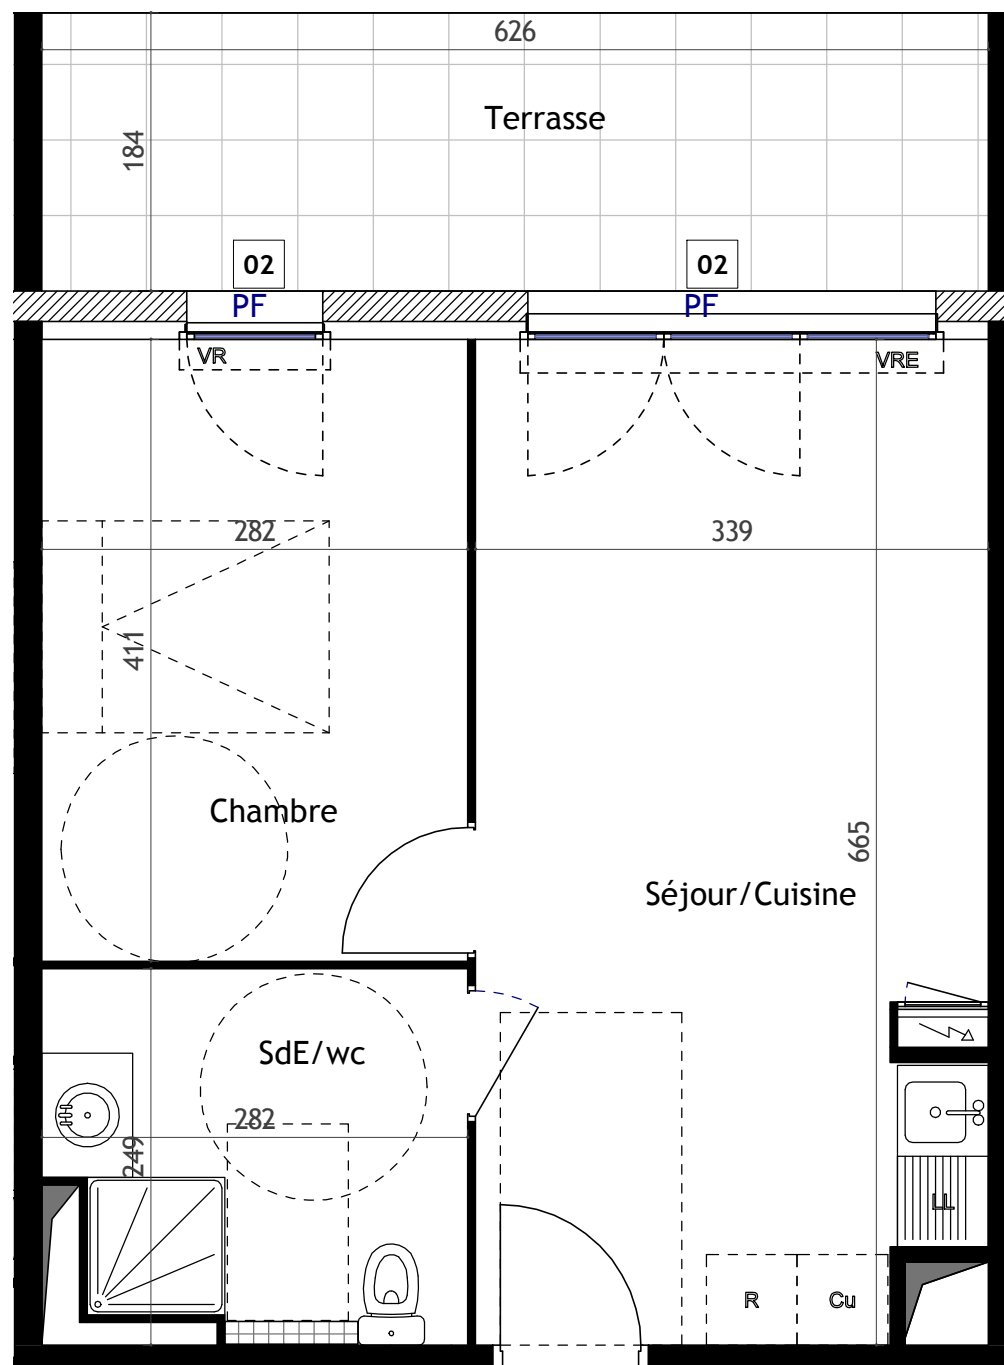 626
Terrasse
184
02
02
PF
PF
VR
VRE
282
339
411
Chambre
665
Séjour/Cuisine
SdE/wc
282
249
LL
R
Cu